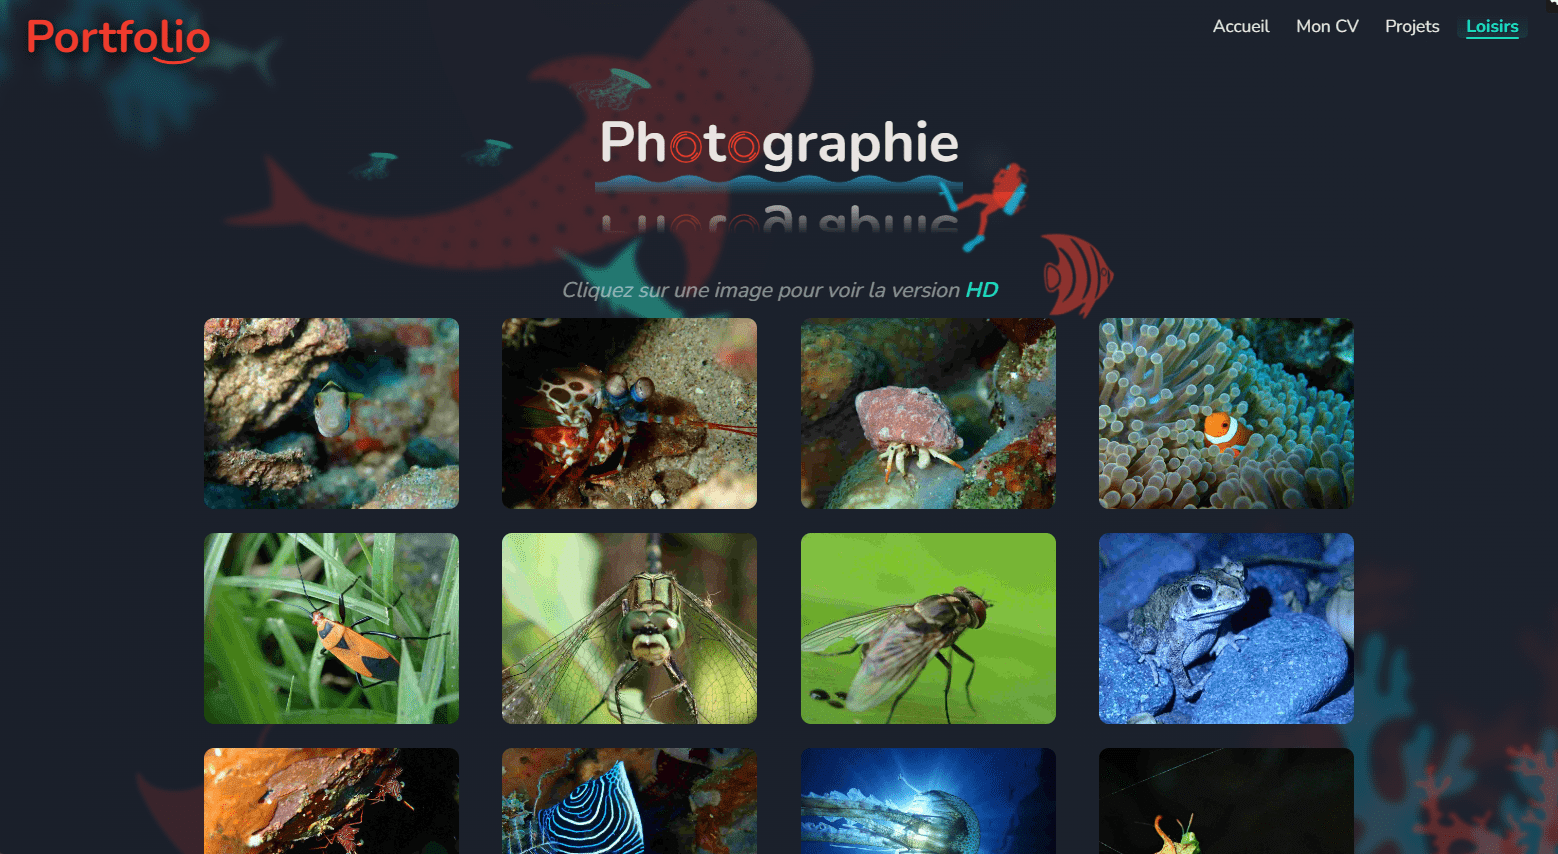 Portfolio
Accueil Mon CV Projets Loisirs
Photographie
Cliquez sur une image pour voir la version HD